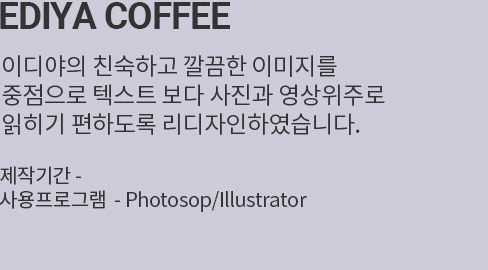 EDIYA COFFEE
이디야의 친숙하고 깔끔한 이미지를
중점으로 텍스트 보다 사진과 영상위주로
읽히기 편하도록 리디자인하였습니다.
제작기간 -
사용프로그램 - Photosop/Illustrator